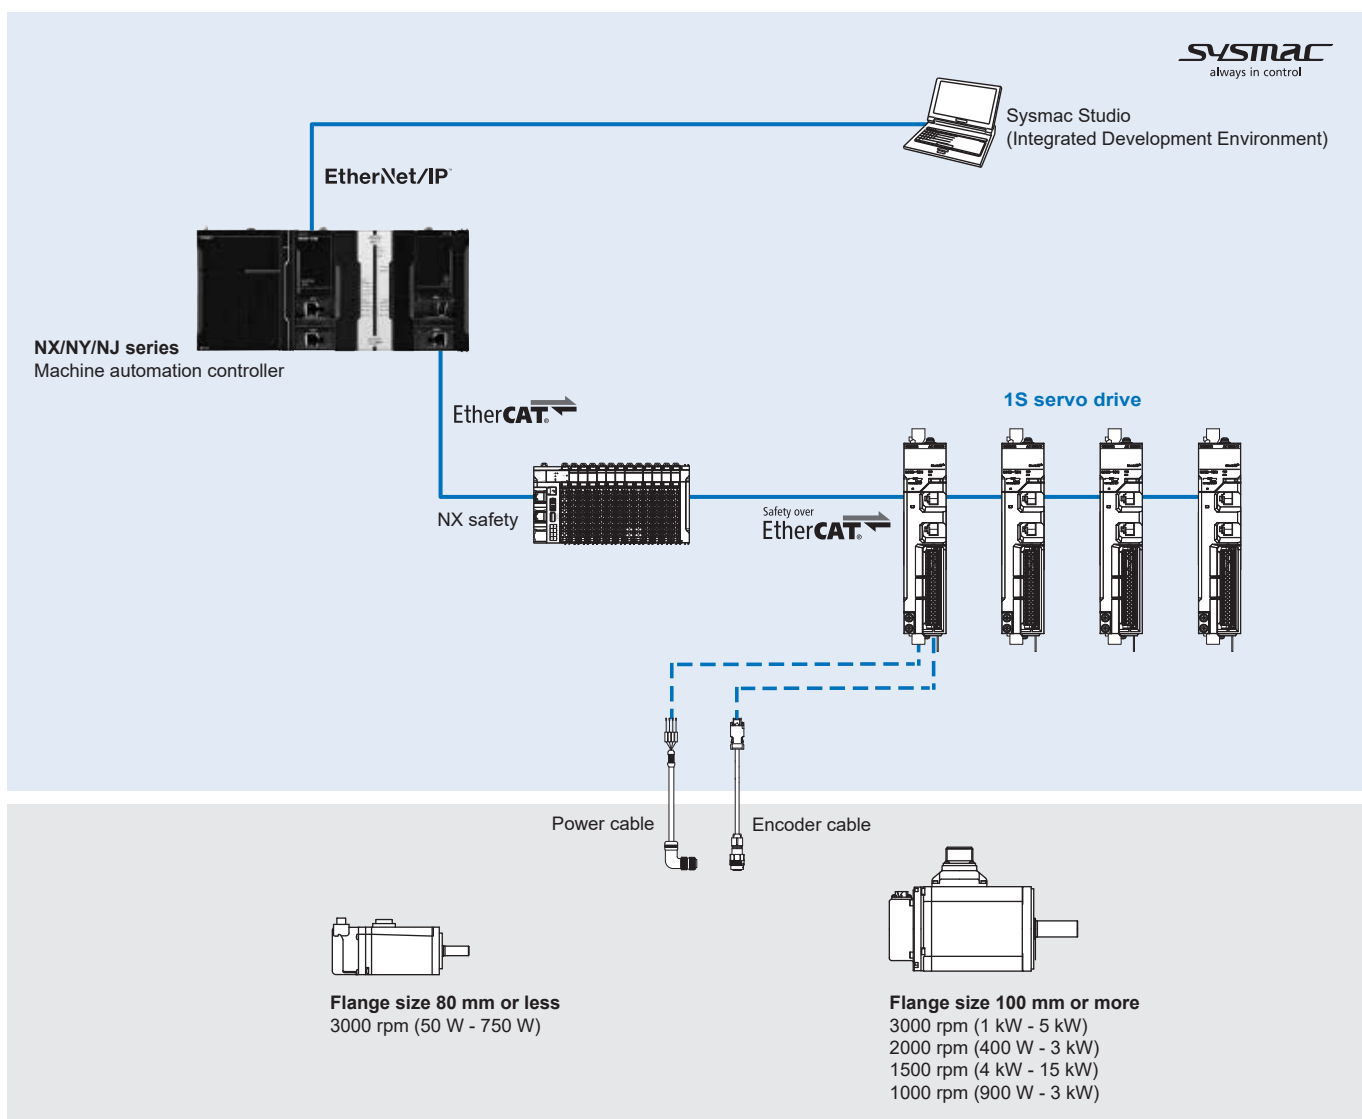 sysmac
always in control
Sysmac Studio
(Integrated Development Environment)
EtherNet/IP™
NX/NY/NJ series
Machine automation controller
EtherCAT®
1S servo drive
NX safety
Safety over
EtherCAT®
Power cable
Encoder cable
Flange size 80 mm or less
3000 rpm (50 W - 750 W)
Flange size 100 mm or more
3000 rpm (1 kW - 5 kW)
2000 rpm (400 W - 3 kW)
1500 rpm (4 kW - 15 kW)
1000 rpm (900 W - 3 kW)